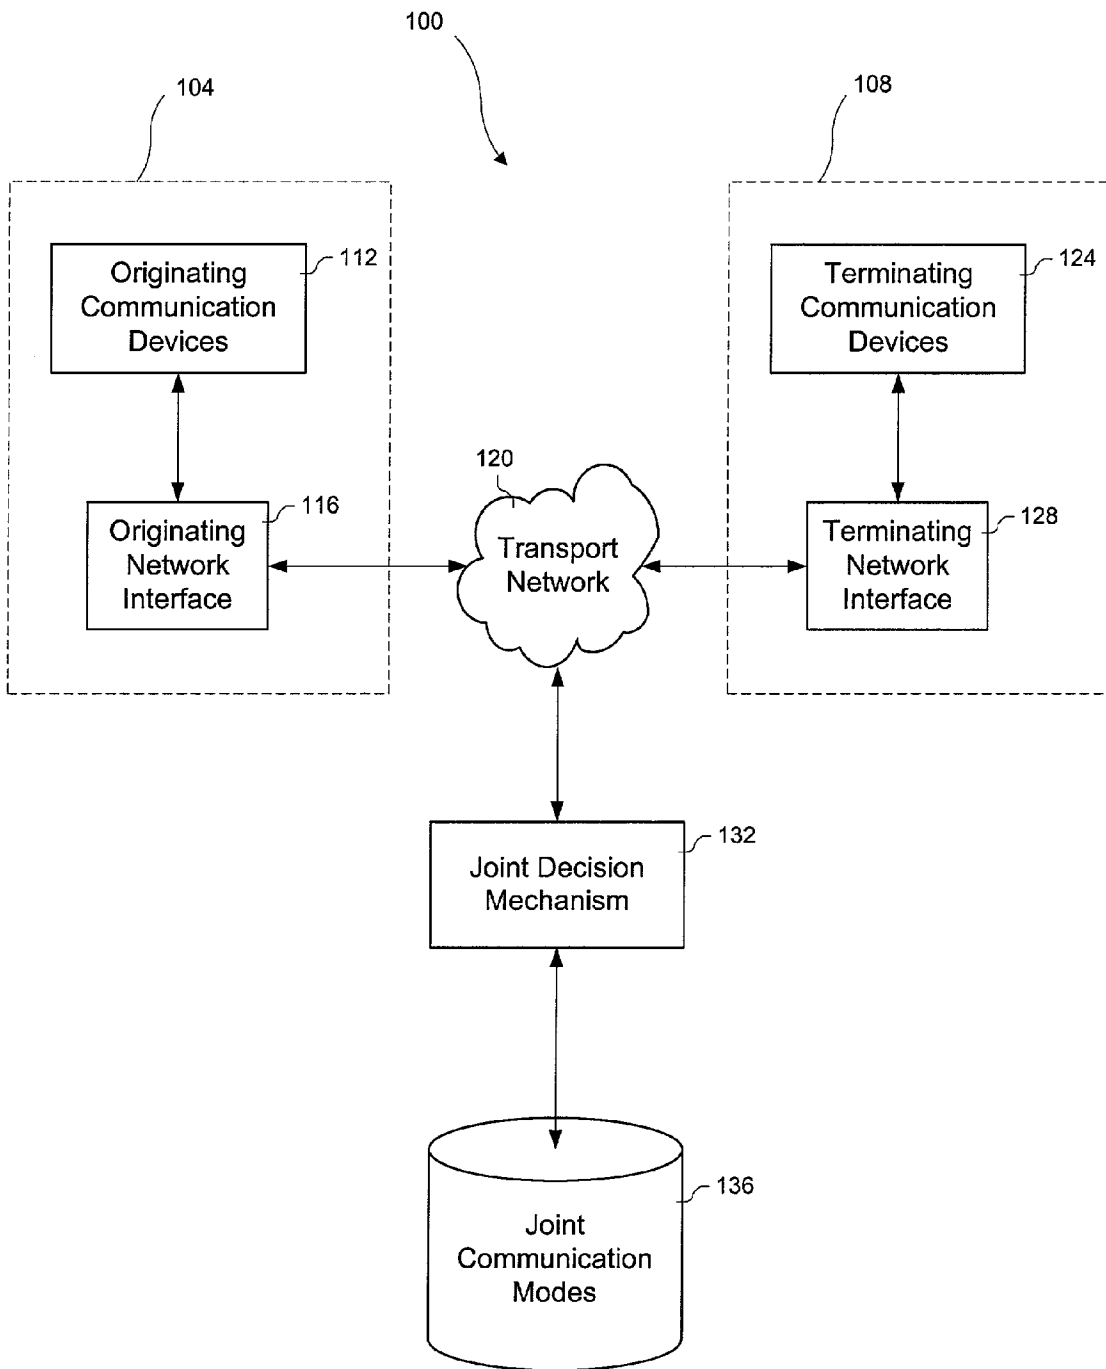 100
104
108
Originating
Communication
Devices
112
Terminating
Communication
Devices
124
120
Originating
Network
Interface
116
Transport
Network
Terminating
Network
Interface
128
Joint Decision
Mechanism
132
136
Joint
Communication
Modes